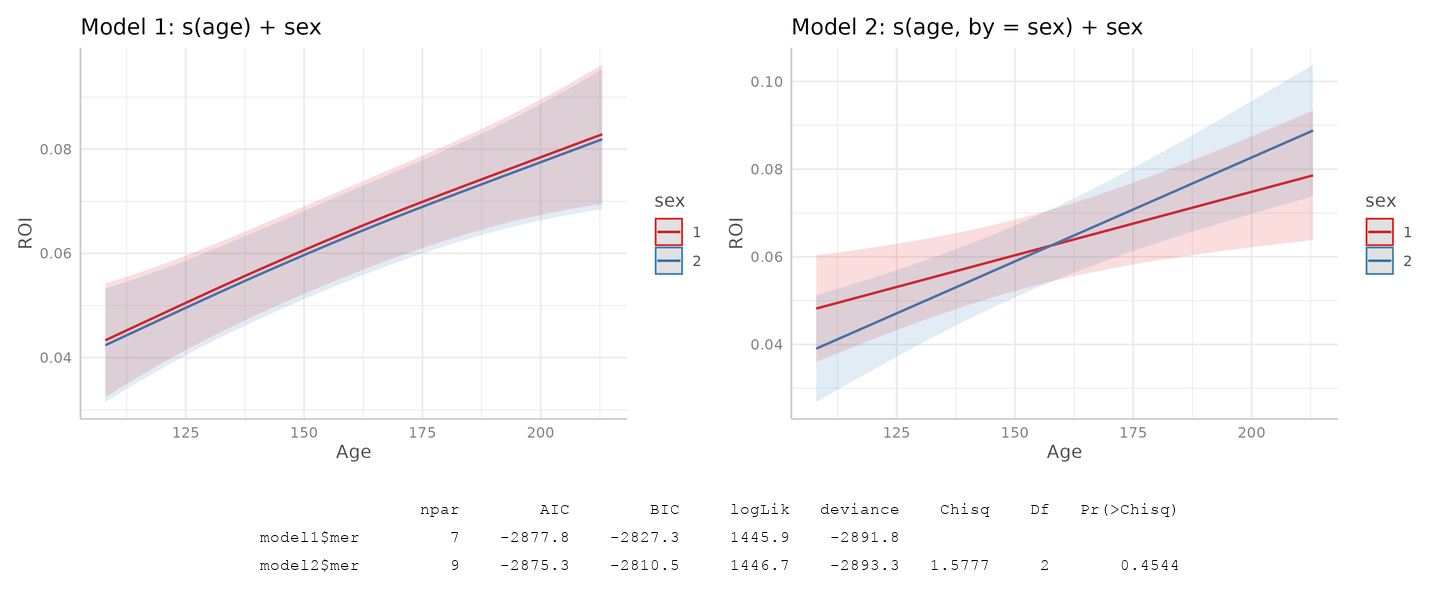 Model 1: s(age) + sex
0.08
0.06
0.04
ROI
125 150 175 200
Age
sex
1
2
Model 2: s(age, by = sex) + sex
0.10
0.08
0.06
0.04
ROI
125 150 175 200
Age
sex
1
2
npar AIC BIC logLik deviance Chisq Df Pr(>Chisq)
model1$mer 7 -2877.8 -2827.3 1445.9 -2891.8
model2$mer 9 -2875.3 -2810.5 1446.7 -2893.3 1.5777 2 0.4544